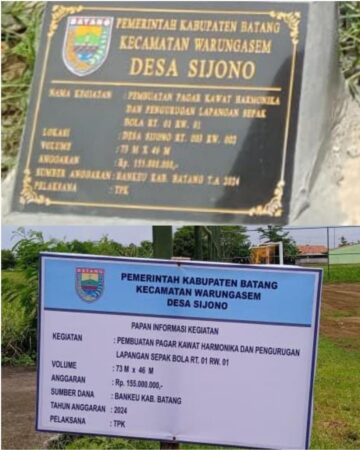 BATANG
PEMERINTAH KABUPATEN BATANG
KECAMATAN WARUNGASEM
DESA SIJONO
NAMA KEGIATAN : PEMBUATAN PAGAR KAWAT HARMONIKA
DAN PENGURUGAN LAPANGAN SEPAK
BOLA RT. 01 RW. 01
LOKASI : DESA SIJONO RT. 003 RW. 002
VOLUME : 73 M X 46 M
ANGGARAN : Rp. 155.000.000,-
SUMBER ANGGARAN : BANKEU KAB. BATANG T.A 2024
PELAKSANA : TPK
BATANG
PEMERINTAH KABUPATEN BATANG
KECAMATAN WARUNGASEM
DESA SIJONO
PAPAN INFORMASI KEGIATAN
KEGIATAN : PEMBUATAN PAGAR KAWAT HARMONIKA DAN PENGURUGAN
LAPANGAN SEPAK BOLA RT. 01 RW. 01
VOLUME : 73 M x 46 M
ANGGARAN : Rp. 155.000.000,-
SUMBER DANA : BANKEU KAB. BATANG
TAHUN ANGGARAN : 2024
PELAKSANA : TPK